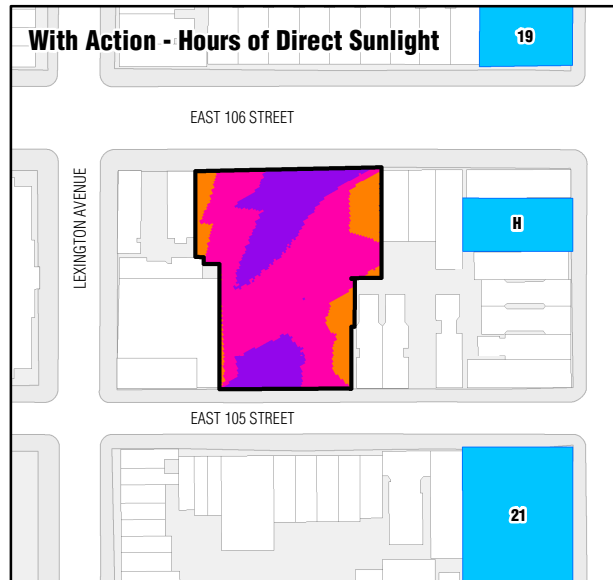 With Action - Hours of Direct Sunlight
19
EAST 106 STREET
LEXINGTON AVENUE
H
EAST 105 STREET
21